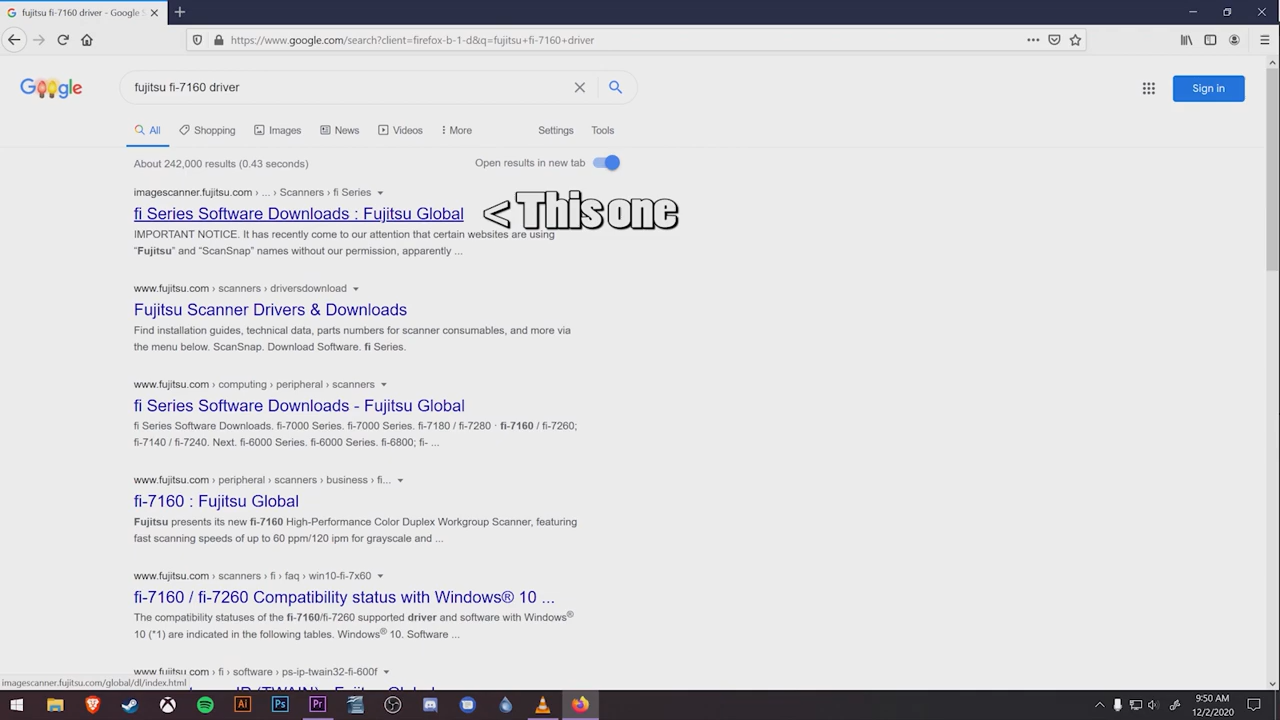 fujitsu fi-7160 driver - Google S
https://www.google.com/search?client=firefox-b-1-d&q=fujitsu+fi-7160+driver
Google
fujitsu fi-7160 driver
Sign in
All
Shopping
Images
News
Videos
More
Settings
Tools
About 242,000 results (0.43 seconds)
Open results in new tab
imagescanner.fujitsu.com › ... › Scanners › fi Series
fi Series Software Downloads : Fujitsu Global
< This one
IMPORTANT NOTICE. It has recently come to our attention that certain websites are using
“Fujitsu” and “ScanSnap” names without our permission, apparently ...
www.fujitsu.com › scanners › driversdownload
Fujitsu Scanner Drivers & Downloads
Find installation guides, technical data, parts numbers for scanner consumables, and more via
the menu below. ScanSnap. Download Software. fi Series.
www.fujitsu.com › computing › peripheral › scanners
fi Series Software Downloads - Fujitsu Global
fi Series Software Downloads. fi-7000 Series. fi-7000 Series. fi-7180 / fi-7280 · fi-7160 / fi-7260;
fi-7140 / fi-7240. Next. fi-6000 Series. fi-6000 Series. fi-6800; fi- ...
www.fujitsu.com › peripheral › scanners › business › fi...
fi-7160 : Fujitsu Global
Fujitsu presents its new fi-7160 High-Performance Color Duplex Workgroup Scanner, featuring
fast scanning speeds of up to 60 ppm/120 ipm for grayscale and ...
www.fujitsu.com › scanners › fi › faq › win10-fi-7x60
fi-7160 / fi-7260 Compatibility status with Windows® 10 ...
The compatibility statuses of the fi-7160/fi-7260 supported driver and software with Windows®
10 (*1) are indicated in the following tables. Windows® 10. Software ...
www.fujitsu.com › fi › software › ps-ip-twain32-fi-600f
imagescanner.fujitsu.com/global/dl/index.html
(TWAIN)
Ai
Ps
Pr
9:50 AM
12/2/2020